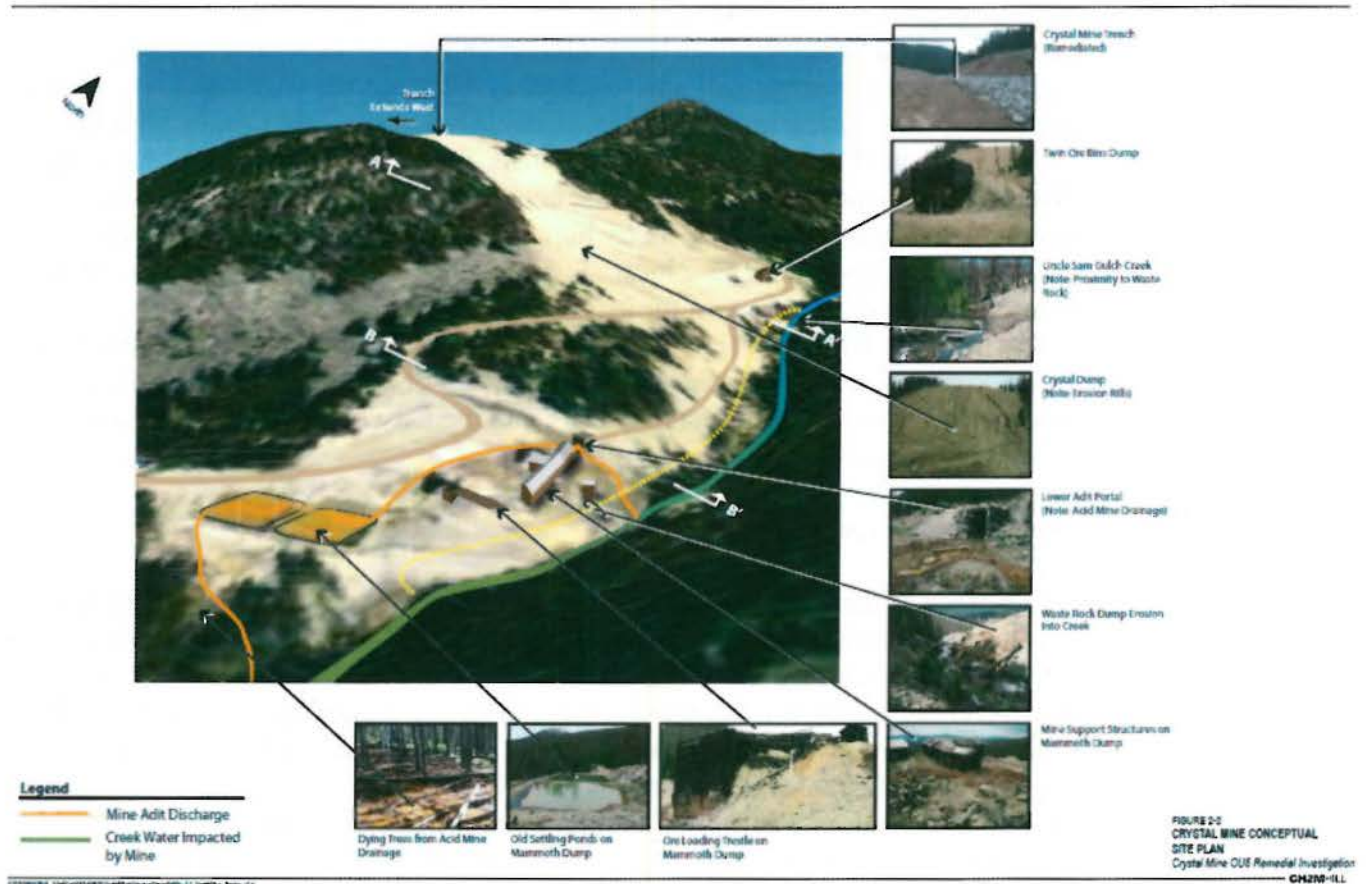 Crystal Mine Trench
(Remediated)
Trench
Extends West
North
Twin Ore Bins Dump
A
Uncle Sam Gulch Creek
(Note: Proximity to Waste
Rock)
A'
B
Crystal Dump
(Note: Erosion Rills)
Lower Adit Portal
(Note: Acid Mine Drainage)
B'
Waste Rock Dump Erosion
Into Creek
Mine Support Structures on
Mammoth Dump
Legend
Mine Adit Discharge
Creek Water Impacted
by Mine
Dying Trees from Acid Mine
Drainage
Old Settling Ponds on
Mammoth Dump
Ore Loading Trestle on
Mammoth Dump
CRYSTAL MINE CONCEPTUAL
SITE PLAN
Crystal Mine OU5 Remedial Investigation
CH2MHILL